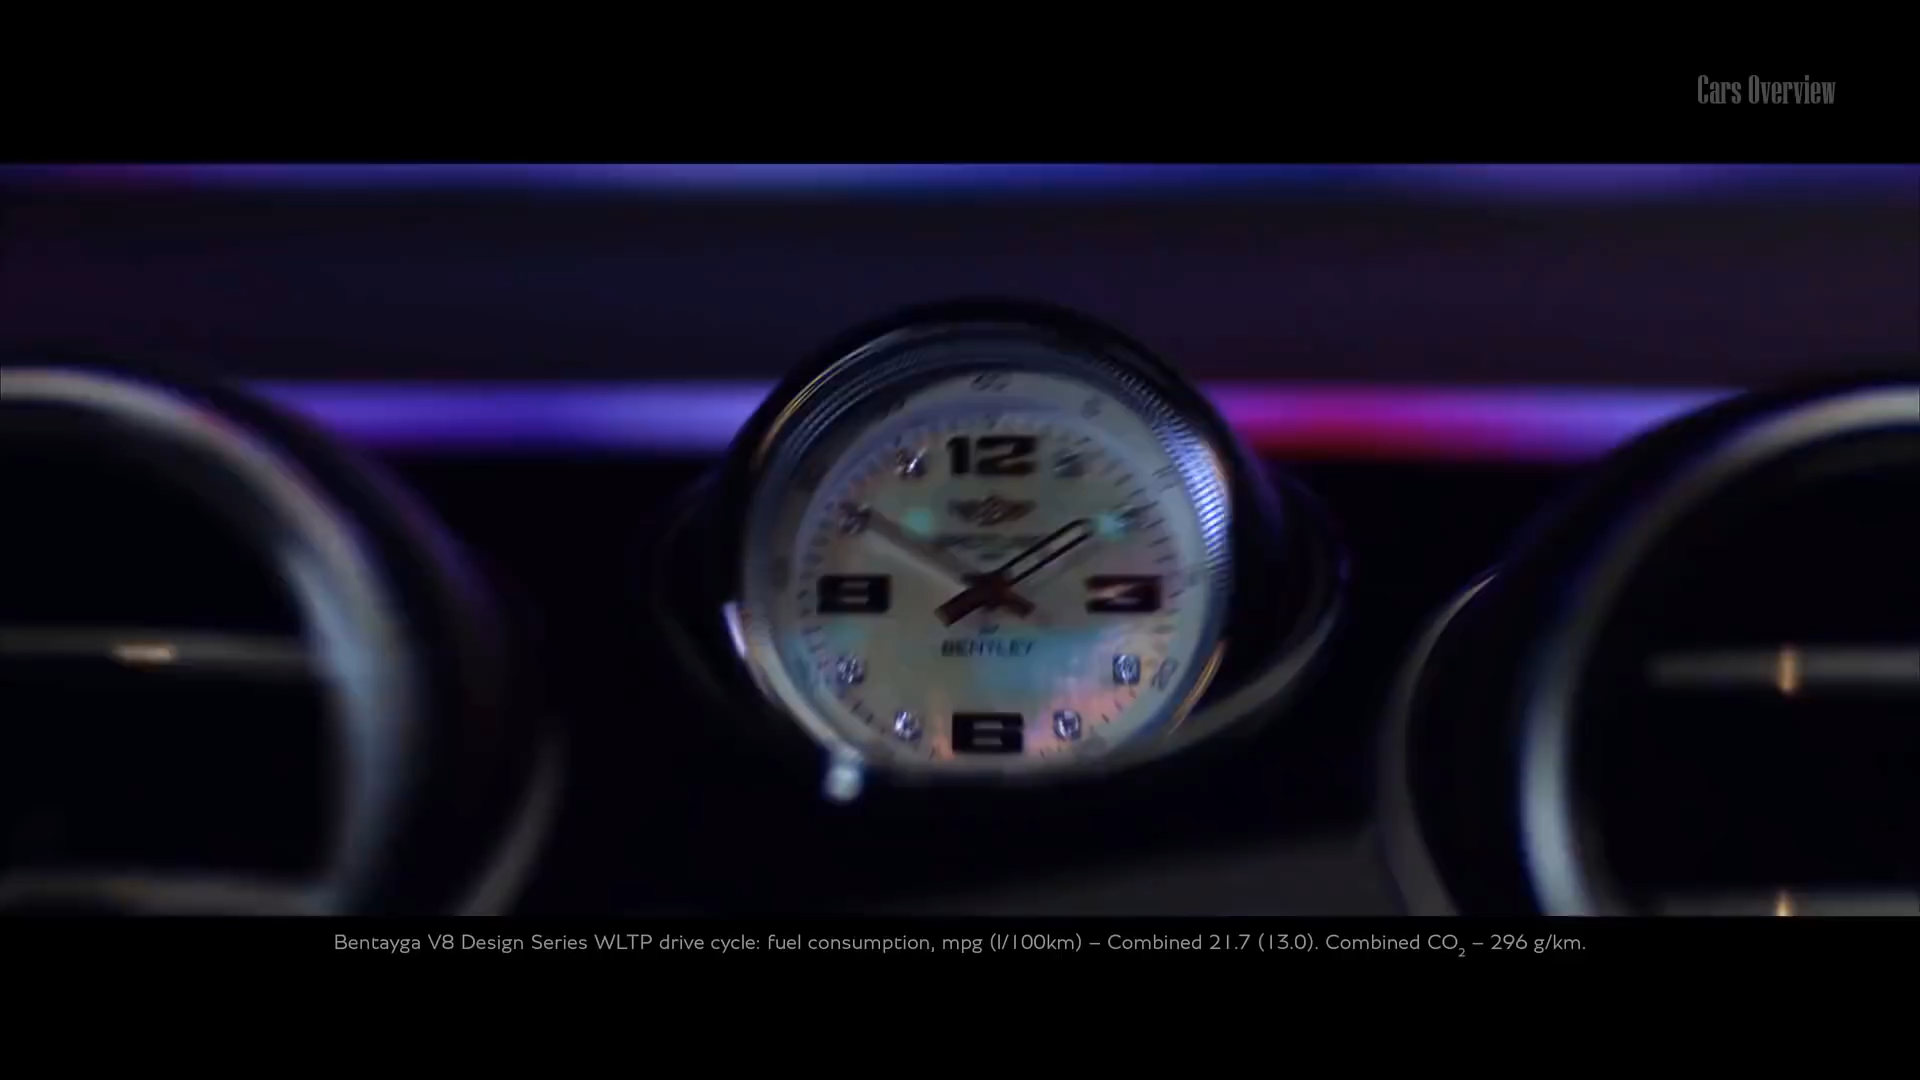 Cars Overview
12
9
3
BENTLEY
6
Bentayga V8 Design Series WLTP drive cycle: fuel consumption, mpg (l/100km) – Combined 21.7 (13.0). Combined CO₂ – 296 g/km.